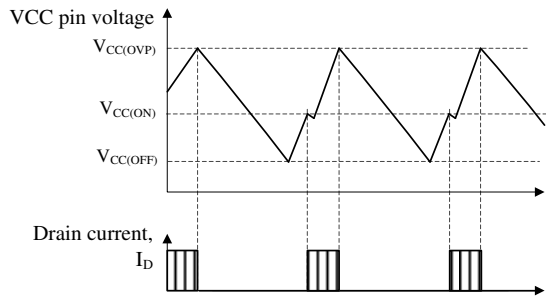 VCC pin voltage
VCC(OVP)
VCC(ON)
VCC(OFF)
Drain current,
ID